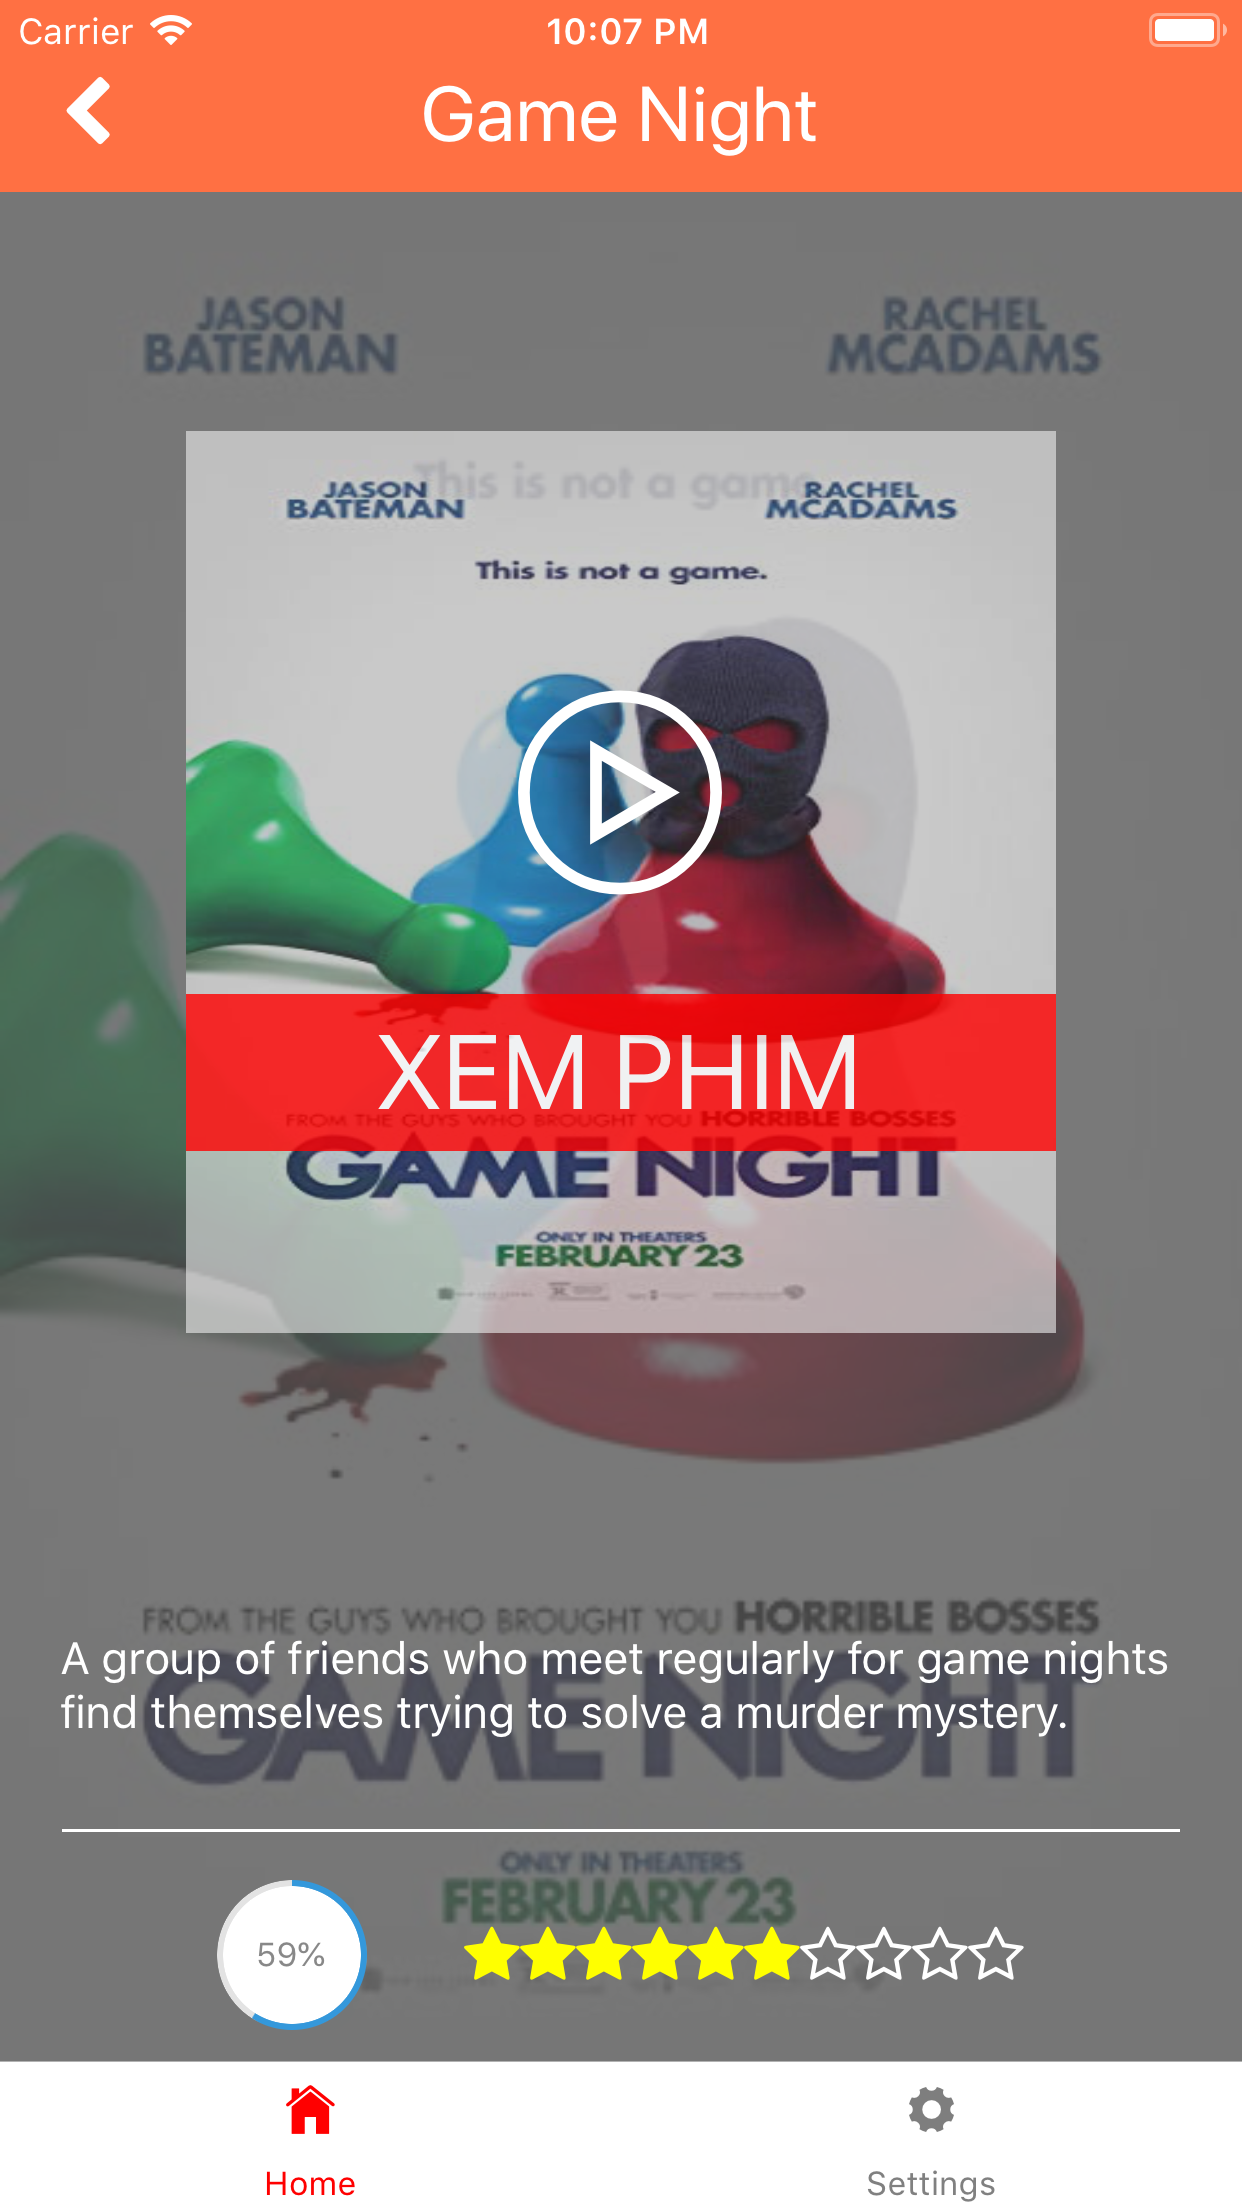 Carrier 10:07 PM
Game Night
JASON
BATEMAN
RACHEL
MCADAMS
This is not a game
JASON
BATEMAN
RACHEL
MCADAMS
This is not a game.
XEM PHIM
FROM THE GUYS WHO BROUGHT YOU HORRIBLE BOSSES
GAME NIGHT
ONLY IN THEATERS
FEBRUARY 23
FROM THE GUYS WHO BROUGHT YOU HORRIBLE BOSSES
A group of friends who meet regularly for game nights
find themselves trying to solve a murder mystery.
GAME NIGHT
ONLY IN THEATERS
FEBRUARY 23
59%
Home
Settings